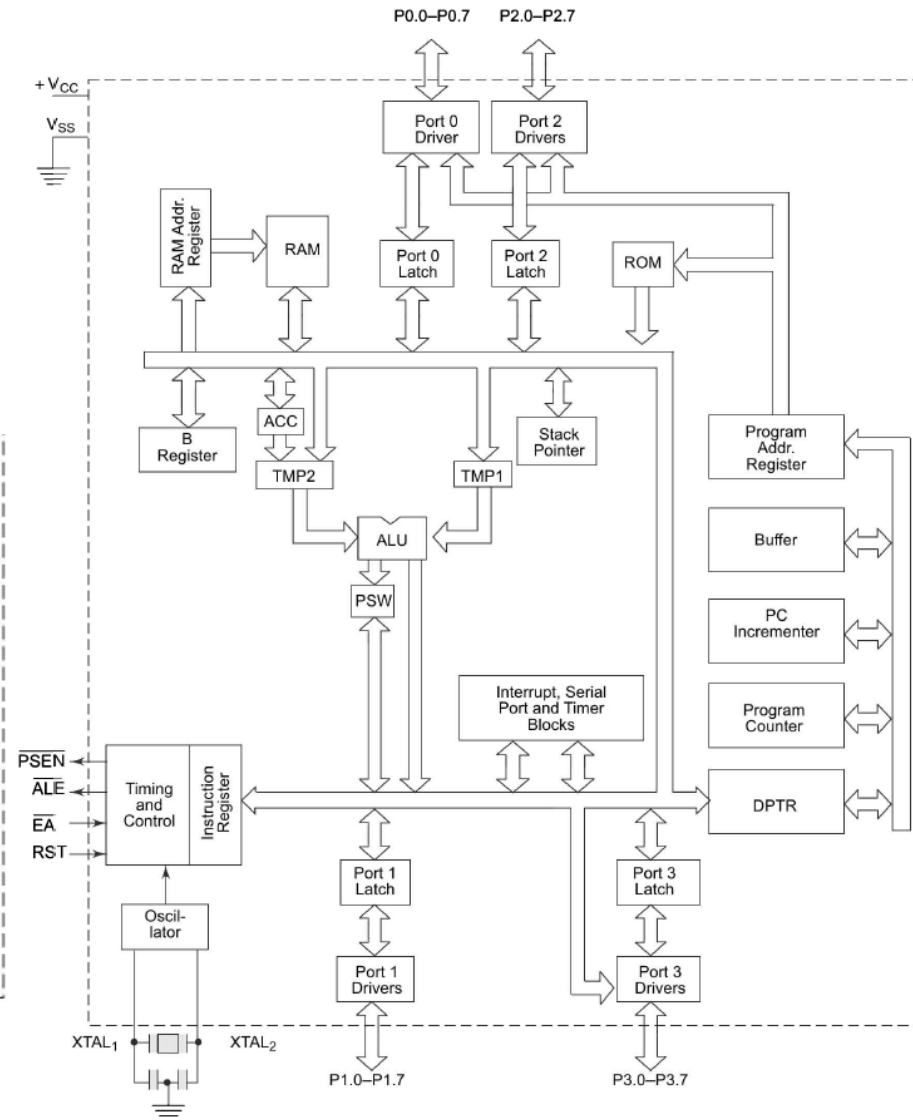 P0.0–P0.7
P2.0–P2.7
+ VCC
VSS
Port 0
Driver
Port 2
Drivers
RAM Addr.
Register
RAM
Port 0
Latch
Port 2
Latch
ROM
B
Register
ACC
TMP2
TMP1
Stack
Pointer
Program
Addr.
Register
ALU
Buffer
PSW
PC
Incrementer
Interrupt, Serial
Port and Timer
Blocks
Program
Counter
PSEN
ALE
EA
RST
Timing
and
Control
Instruction
Register
DPTR
Port 1
Latch
Port 3
Latch
Oscil-
lator
Port 1
Drivers
Port 3
Drivers
XTAL1
XTAL2
P1.0–P1.7
P3.0–P3.7